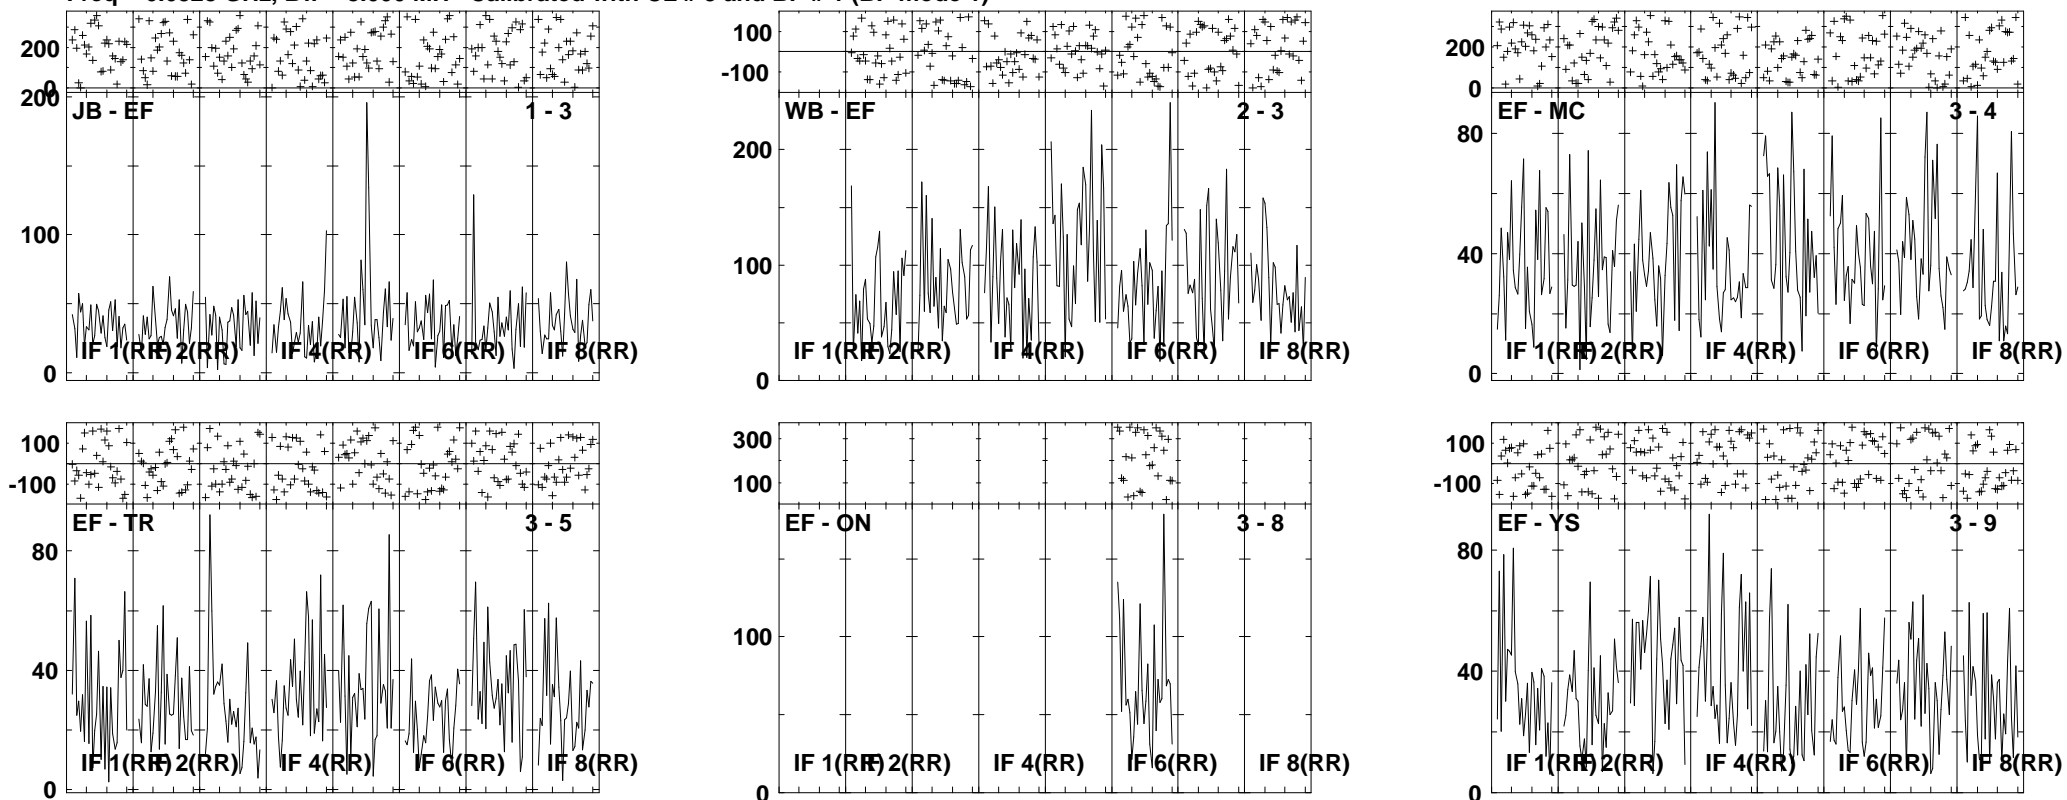 200
0
200
JB - EF
1 - 3
100
0
IF 1(RR)
IF 2(RR)
IF 4(RR)
IF 6(RR)
IF 8(RR)
100
-100
WB - EF
2 - 3
200
100
0
IF 1(RR)
IF 2(RR)
IF 4(RR)
IF 6(RR)
IF 8(RR)
200
0
EF - MC
3 - 4
80
40
0
IF 1(RR)
IF 2(RR)
IF 4(RR)
IF 6(RR)
IF 8(RR)
100
-100
EF - TR
3 - 5
80
40
0
IF 1(RR)
IF 2(RR)
IF 4(RR)
IF 6(RR)
IF 8(RR)
300
100
EF - ON
3 - 8
100
0
IF 1(RR)
IF 2(RR)
IF 4(RR)
IF 6(RR)
IF 8(RR)
100
-100
EF - YS
3 - 9
80
40
0
IF 1(RR)
IF 2(RR)
IF 4(RR)
IF 6(RR)
IF 8(RR)